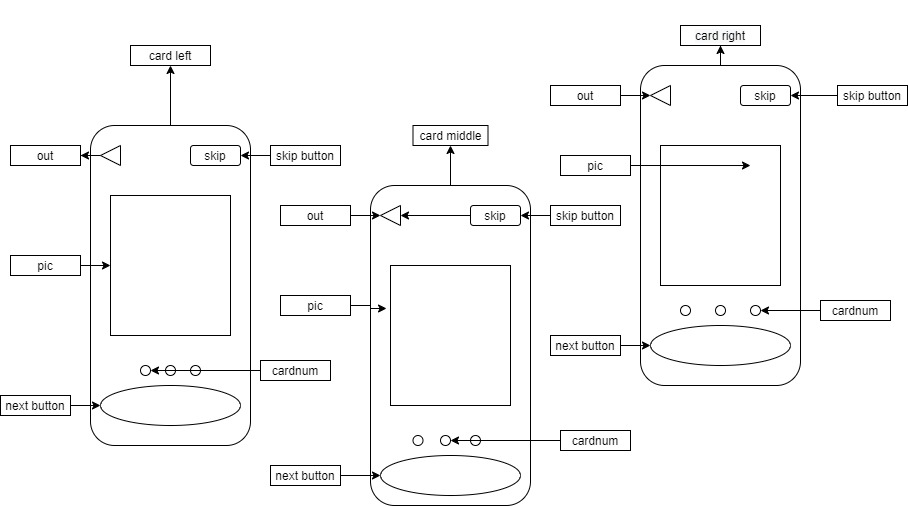 card left
out
skip
skip button
pic
cardnum
next button
card middle
out
skip
skip button
pic
cardnum
next button
card right
out
skip
skip button
pic
cardnum
next button